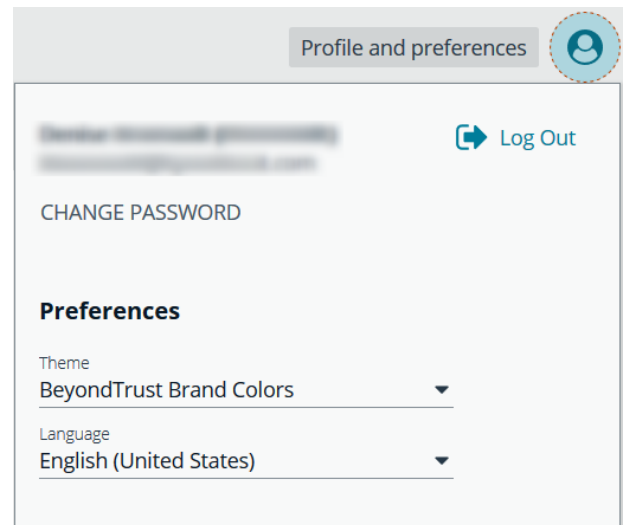 Profile and preferences
Log Out
CHANGE PASSWORD
Preferences
Theme
BeyondTrust Brand Colors
Language
English (United States)